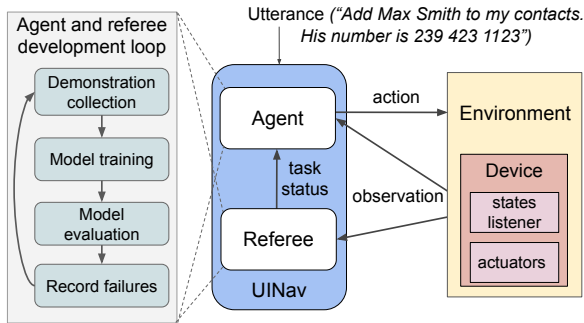 Agent and referee
development loop
Demonstration
collection
Model training
Model
evaluation
Record failures
Utterance ("Add Max Smith to my contacts.
His number is 239 423 1123")
Agent
task
status
Referee
UINav
action
observation
Environment
Device
states
listener
actuators